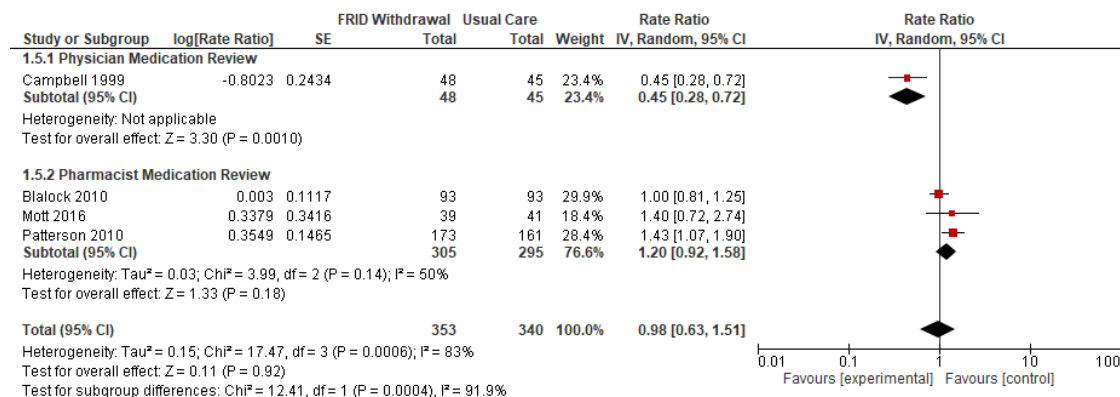 FRID Withdrawal Usual Care Rate Ratio Rate Ratio
Study or Subgroup log[Rate Ratio] SE Total Total Weight IV, Random, 95% CI IV, Random, 95% CI
1.5.1 Physician Medication Review
Campbell 1999 -0.8023 0.2434 48 45 23.4% 0.45 [0.28, 0.72]
Subtotal (95% CI) 48 45 23.4% 0.45 [0.28, 0.72]
Heterogeneity: Not applicable
Test for overall effect: Z = 3.30 (P = 0.0010)
1.5.2 Pharmacist Medication Review
Blalock 2010 0.003 0.1117 93 93 29.9% 1.00 [0.81, 1.25]
Mott 2016 0.3379 0.3416 39 41 18.4% 1.40 [0.72, 2.74]
Patterson 2010 0.3549 0.1465 173 161 28.4% 1.43 [1.07, 1.90]
Subtotal (95% CI) 305 295 76.6% 1.20 [0.92, 1.58]
Heterogeneity: Tau² = 0.03; Chi² = 3.99, df = 2 (P = 0.14); I² = 50%
Test for overall effect: Z = 1.33 (P = 0.18)
Total (95% CI) 353 340 100.0% 0.98 [0.63, 1.51]
Heterogeneity: Tau² = 0.15; Chi² = 17.47, df = 3 (P = 0.0006); I² = 83%
Test for overall effect: Z = 0.11 (P = 0.92)
Test for subgroup differences: Chi² = 12.41, df = 1 (P = 0.0004), I² = 91.9%
0.01 0.1 1 10 100
Favours [experimental] Favours [control]